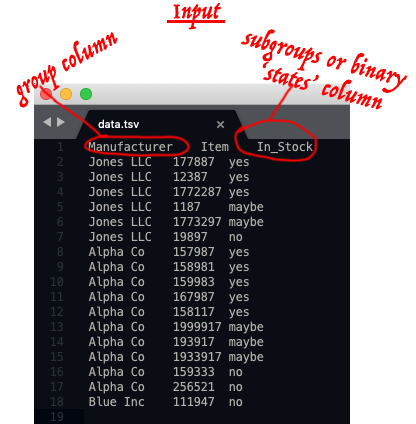 Input
group column
subgroups or binary
states' column
data.tsv ×
1 Manufacturer Item In_Stock
2 Jones LLC 177887 yes
3 Jones LLC 12387 yes
4 Jones LLC 1772287 yes
5 Jones LLC 1187 maybe
6 Jones LLC 1773297 maybe
7 Jones LLC 19897 no
8 Alpha Co 157987 yes
9 Alpha Co 158981 yes
10 Alpha Co 159983 yes
11 Alpha Co 167987 yes
12 Alpha Co 158117 yes
13 Alpha Co 1999917 maybe
14 Alpha Co 193917 maybe
15 Alpha Co 1933917 maybe
16 Alpha Co 159333 no
17 Alpha Co 256521 no
18 Blue Inc 111947 no
19